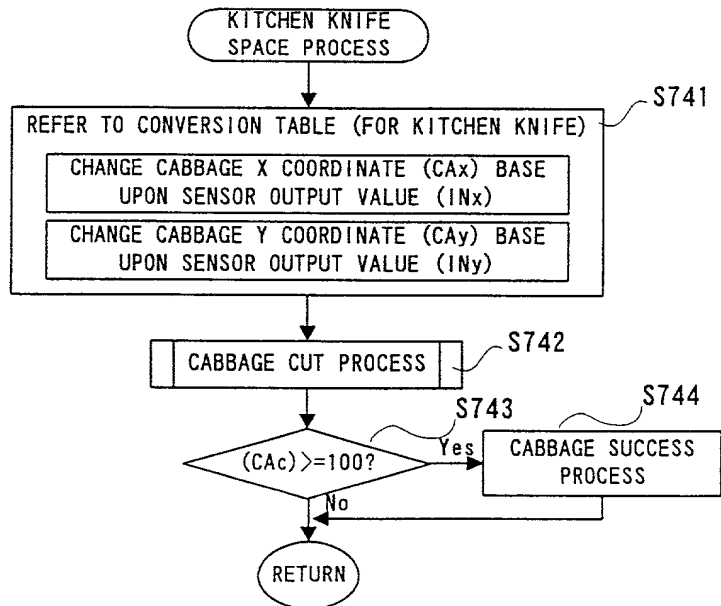 KITCHEN KNIFE
SPACE PROCESS
S741
REFER TO CONVERSION TABLE (FOR KITCHEN KNIFE)
CHANGE CABBAGE X COORDINATE (CAx) BASE
UPON SENSOR OUTPUT VALUE (INx)
CHANGE CABBAGE Y COORDINATE (CAy) BASE
UPON SENSOR OUTPUT VALUE (INy)
S742
CABBAGE CUT PROCESS
S743
(CAc)>=100?
Yes
S744
CABBAGE SUCCESS
PROCESS
No
RETURN